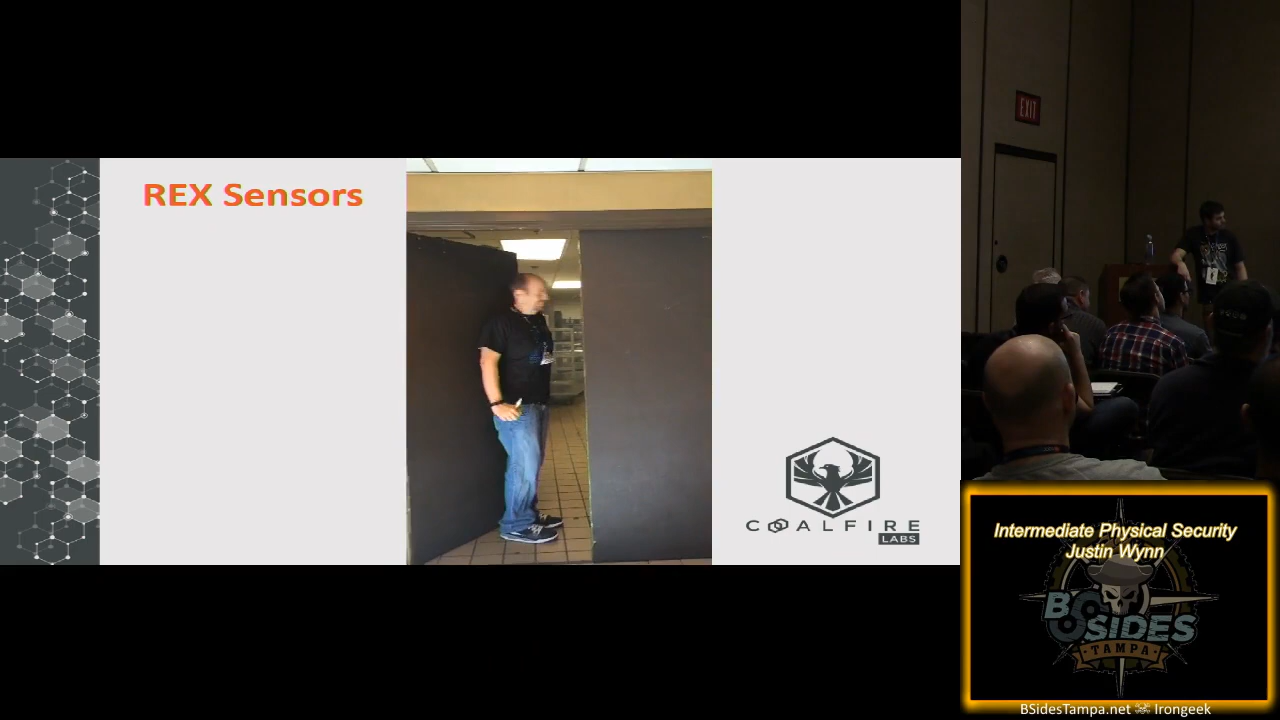 REX Sensors
COALFIRE
LABS
EXIT
Intermediate Physical Security
Justin Wynn
BSIDES
TAMPA
BSidesTampa.net Irongeek